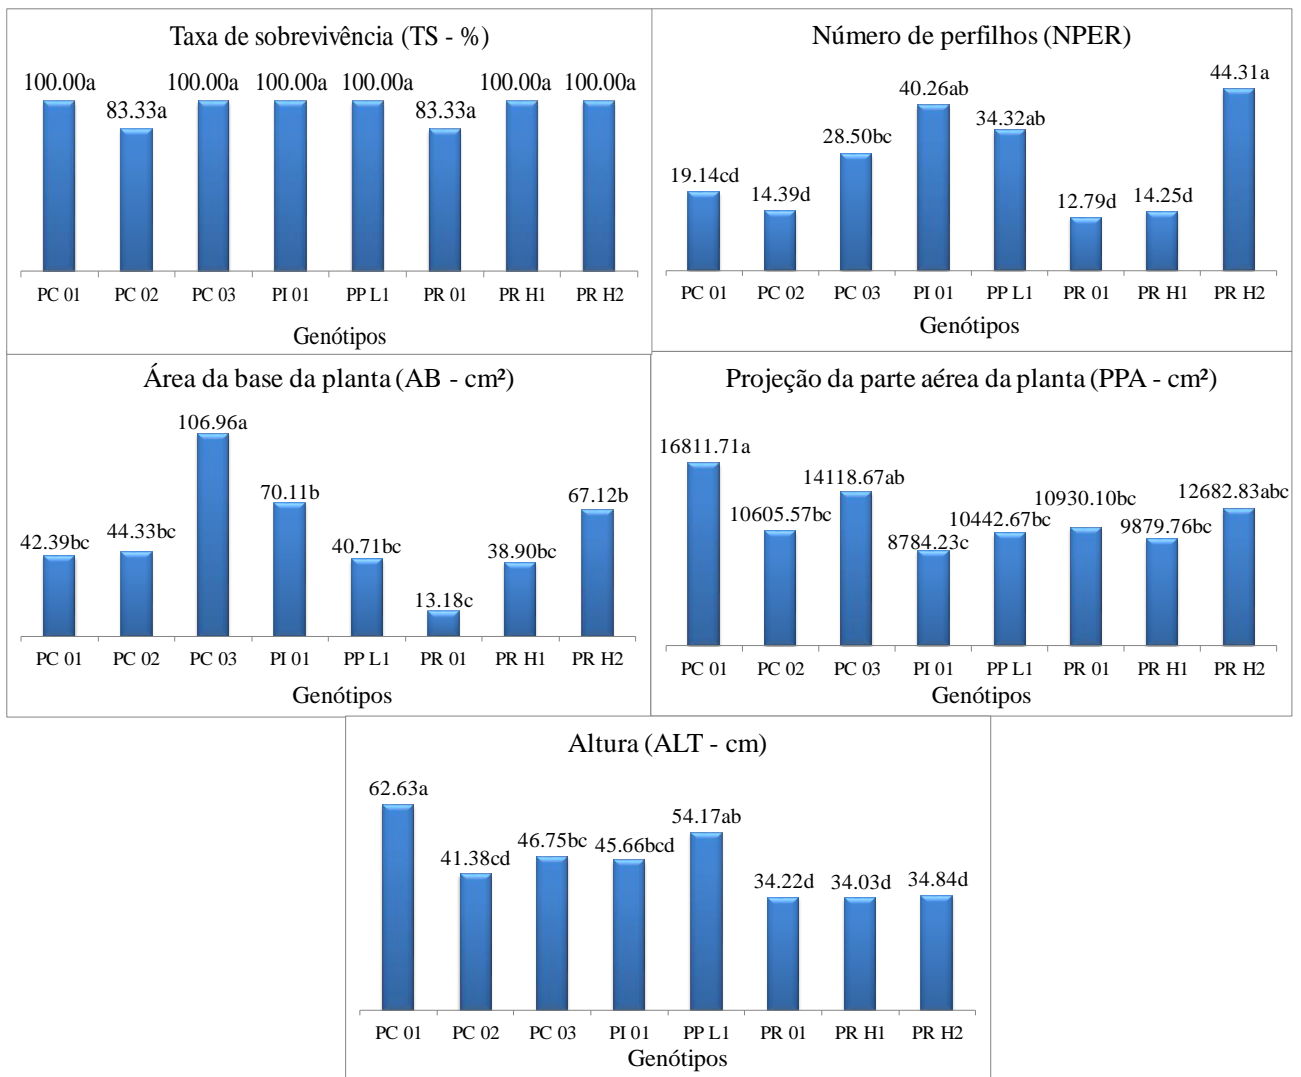 Taxa de sobrevivência (TS - %)
100.00a 83.33a 100.00a 100.00a 100.00a 83.33a 100.00a 100.00a
PC 01 PC 02 PC 03 PI 01 PP L1 PR 01 PR H1 PR H2
Genótipos
Número de perfilhos (NPER)
19.14cd 14.39d 28.50bc 40.26ab 34.32ab 12.79d 14.25d 44.31a
PC 01 PC 02 PC 03 PI 01 PP L1 PR 01 PR H1 PR H2
Genótipos
Área da base da planta (AB - cm²)
42.39bc 44.33bc 106.96a 70.11b 40.71bc 13.18c 38.90bc 67.12b
PC 01 PC 02 PC 03 PI 01 PP L1 PR 01 PR H1 PR H2
Genótipos
Projeção da parte aérea da planta (PPA - cm²)
16811.71a 10605.57bc 14118.67ab 8784.23c 10442.67bc 10930.10bc 9879.76bc 12682.83abc
PC 01 PC 02 PC 03 PI 01 PP L1 PR 01 PR H1 PR H2
Genótipos
Altura (ALT - cm)
62.63a 41.38cd 46.75bc 45.66bcd 54.17ab 34.22d 34.03d 34.84d
PC 01 PC 02 PC 03 PI 01 PP L1 PR 01 PR H1 PR H2
Genótipos